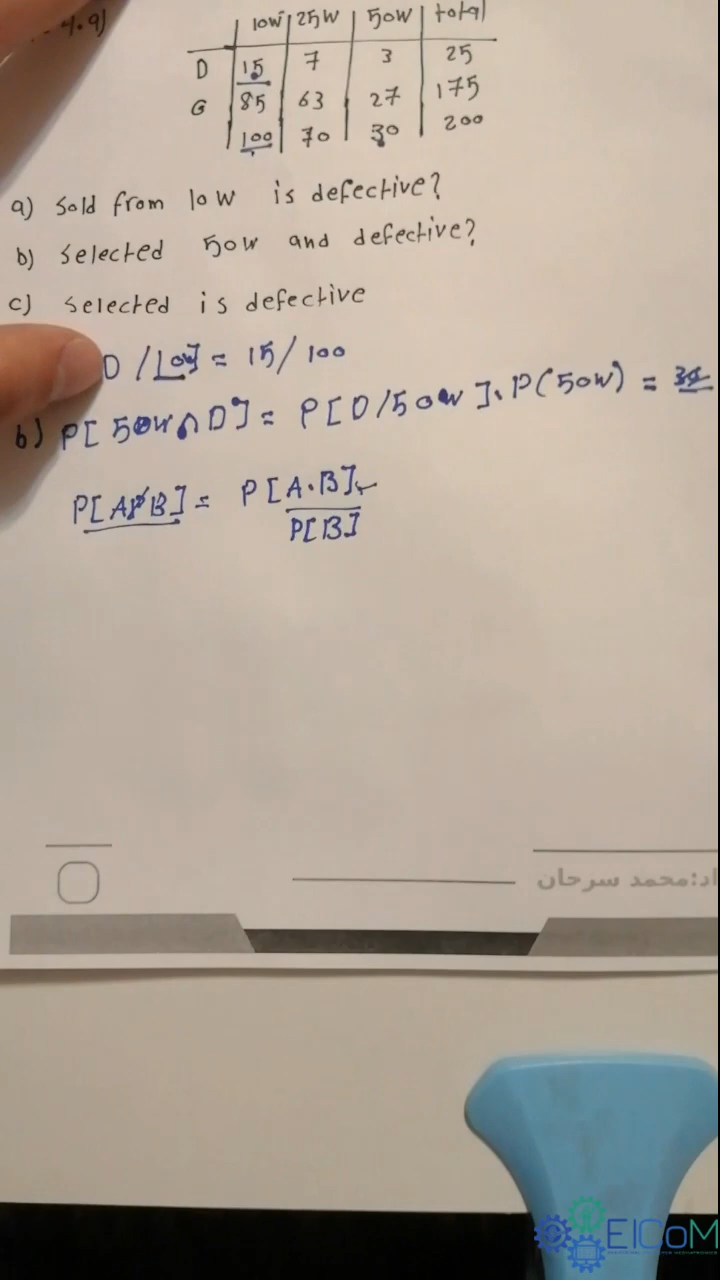 4.9)
10W 25W 50W total
D 15 7 3 25
G 85 63 27 175
100 70 30 200
a) Sold from 10W is defective?
b) Selected 50W and defective?
c) Selected is defective
D / 10W] = 15/100
b) P[50W ∩ D] = P[D/50W]. P(50W) =
P[A/B] = P[A.B]
P[B]
اد:محمد سرحان
EICoM